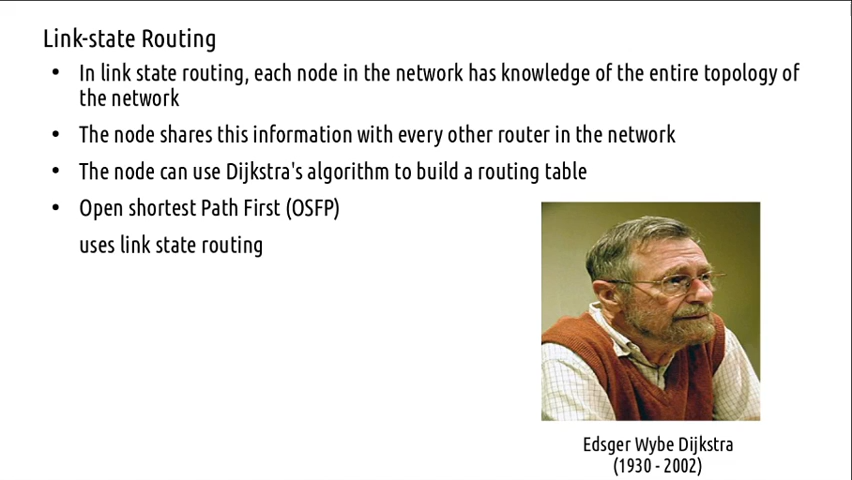 Link-state Routing
• In link state routing, each node in the network has knowledge of the entire topology of
the network
• The node shares this information with every other router in the network
• The node can use Dijkstra's algorithm to build a routing table
• Open shortest Path First (OSFP)
uses link state routing
Edsger Wybe Dijkstra
(1930 - 2002)